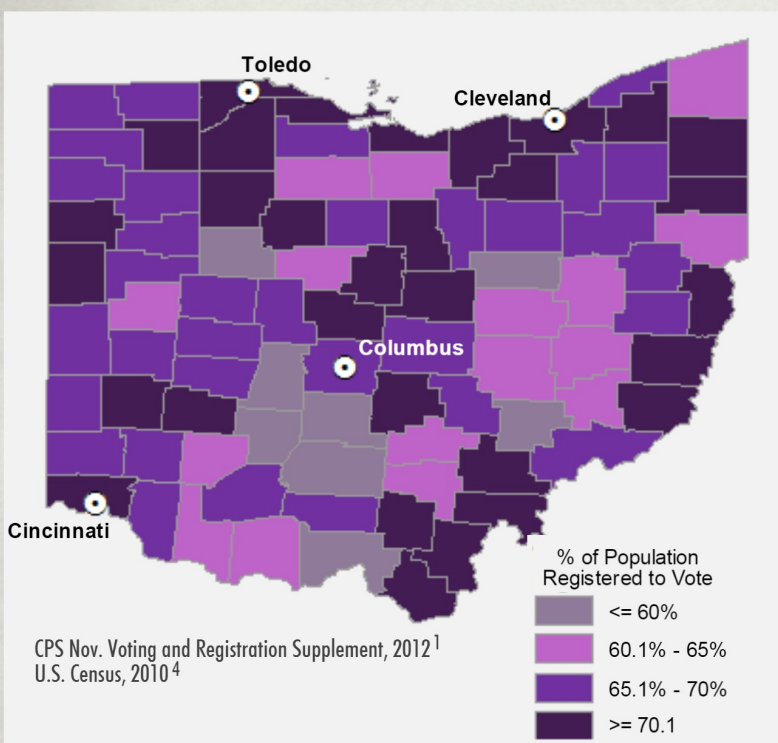 Toledo
Cleveland
Columbus
Cincinnati
% of Population
Registered to Vote
<= 60%
60.1% - 65%
65.1% - 70%
>= 70.1
CPS Nov. Voting and Registration Supplement, 2012 1
U.S. Census, 2010 4